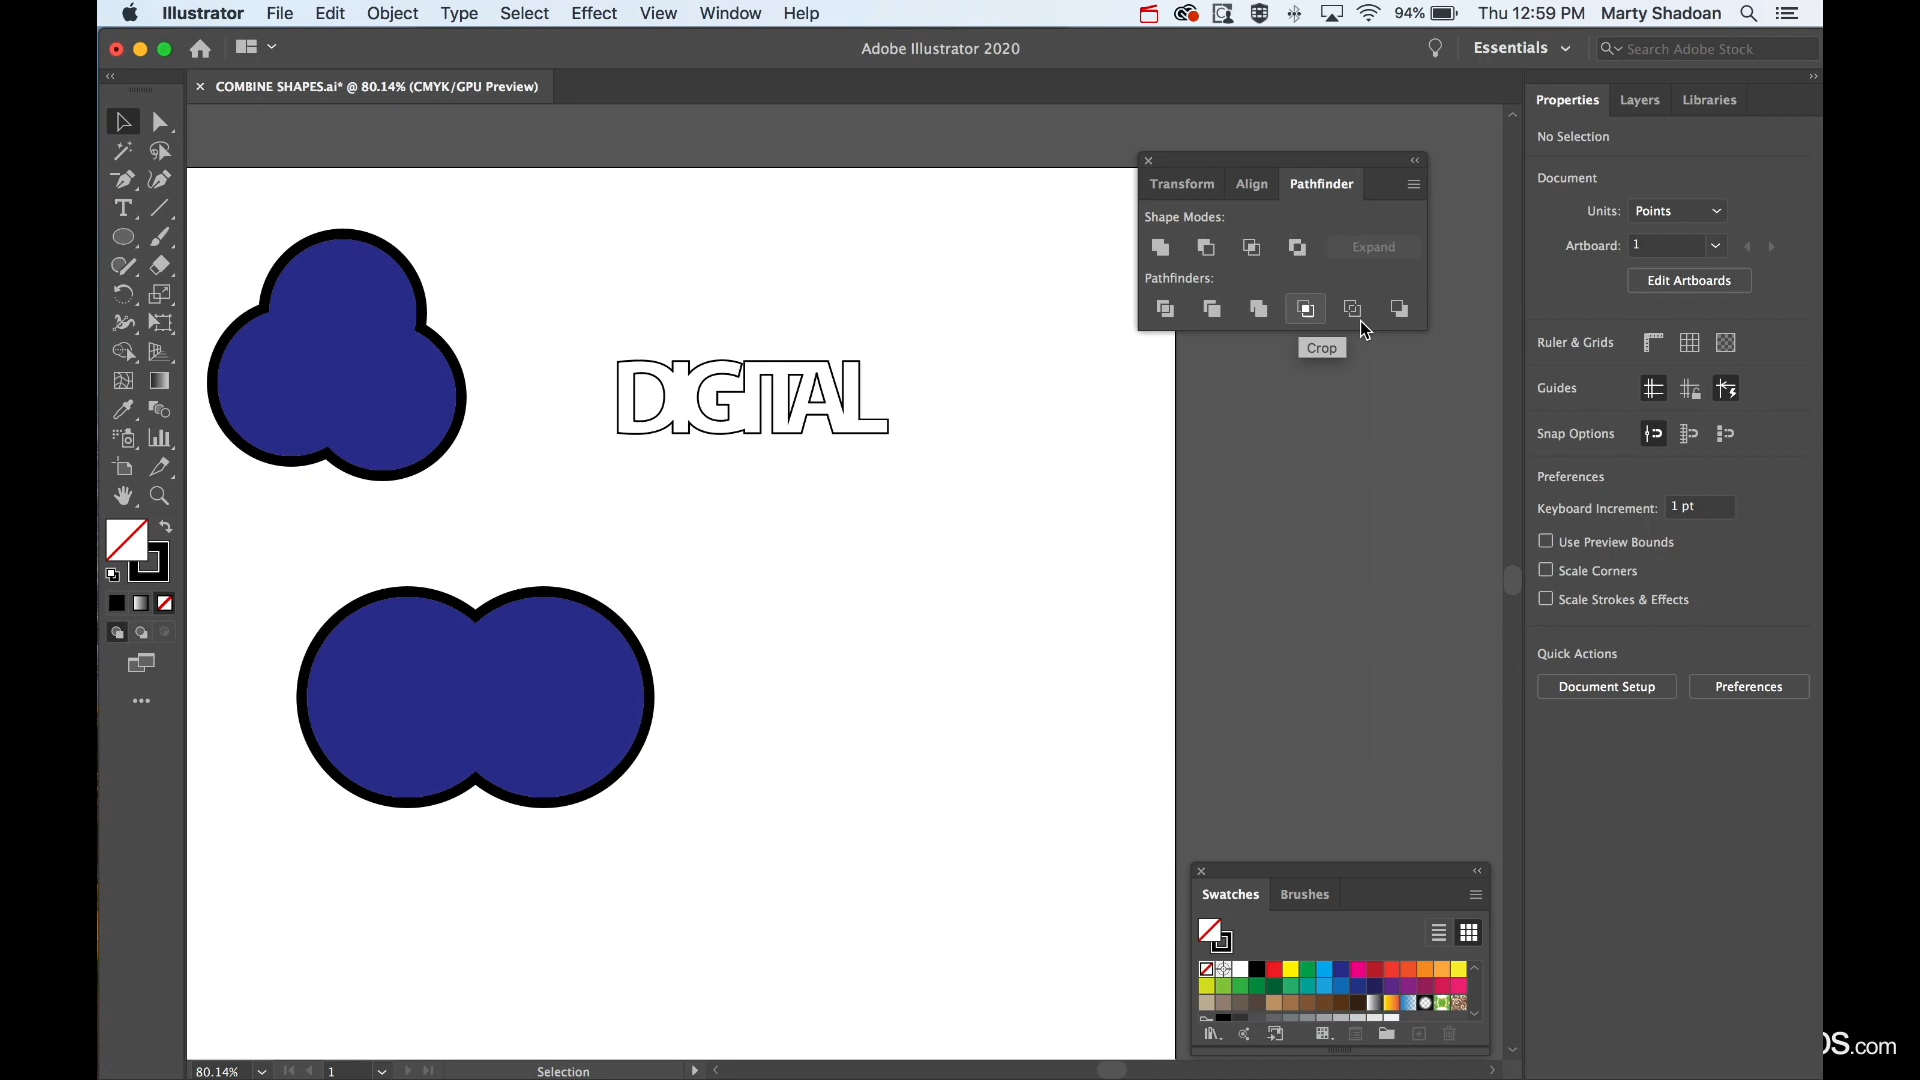 Illustrator File Edit Object Type Select Effect View Window Help
94% Thu 12:59 PM Marty Shadoan
Adobe Illustrator 2020
Essentials
Search Adobe Stock
COMBINE SHAPES.ai* @ 80.14% (CMYK/GPU Preview)
Properties Layers Libraries
No Selection
Document
Units: Points
Artboard: 1
Edit Artboards
Ruler & Grids
Guides
Snap Options
Preferences
Keyboard Increment: 1 pt
Use Preview Bounds
Scale Corners
Scale Strokes & Effects
Quick Actions
Document Setup Preferences
Transform Align Pathfinder
Shape Modes:
Expand
Pathfinders:
Crop
DIGITAL
Swatches Brushes
80.14% 1 Selection
OS.com